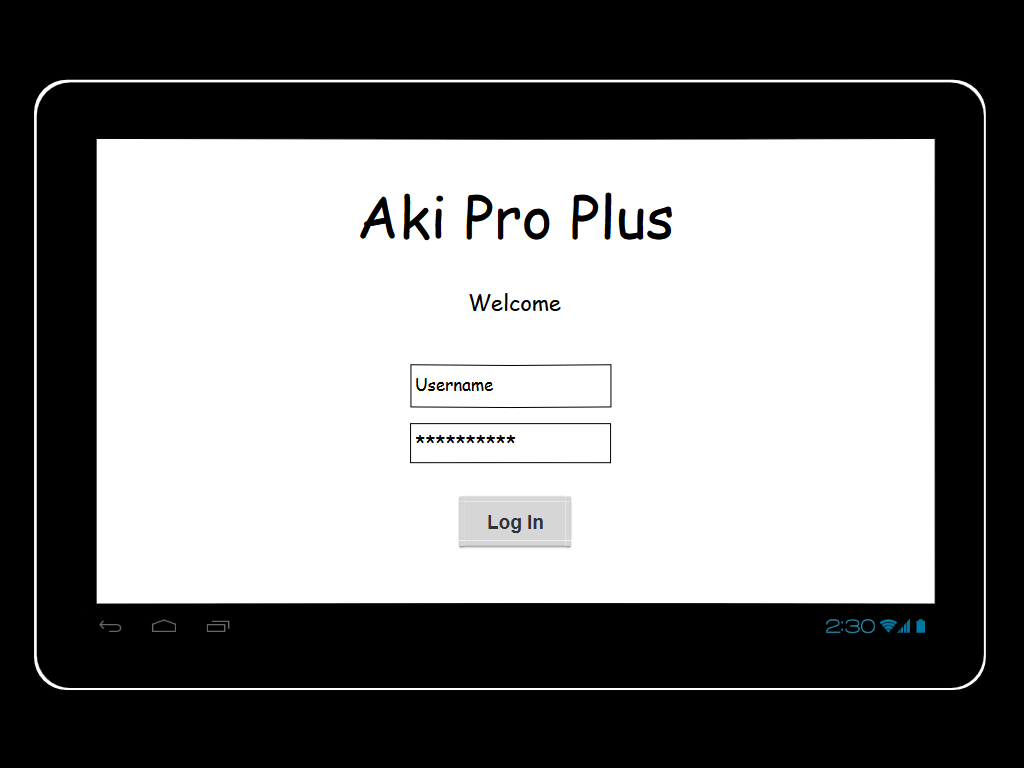 Aki Pro Plus
Welcome
Username
**********
Log In
2:30